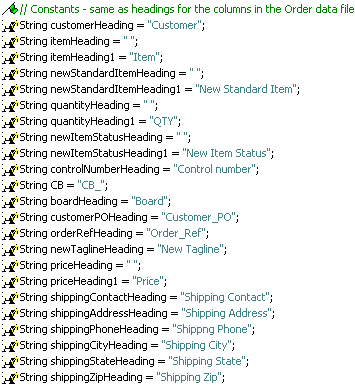 // Constants - same as headings for the columns in the Order data file
String customerHeading = "Customer";
String itemHeading = " ";
String itemHeading1 = "Item";
String newStandardItemHeading = " ";
String newStandardItemHeading1 = "New Standard Item";
String quantityHeading = " ";
String quantityHeading1 = "QTY";
String newItemStatusHeading = " ";
String newItemStatusHeading1 = "New Item Status";
String controlNumberHeading = "Control number";
String CB = "CB_";
String boardHeading = "Board";
String customerPOHeading = "Customer_PO";
String orderRefHeading = "Order_Ref";
String newTaglineHeading = "New Tagline";
String priceHeading = " ";
String priceHeading1 = "Price";
String shippingContactHeading = "Shipping Contact";
String shippingAddressHeading = "Shipping Address";
String shippingPhoneHeading = "Shippng Phone";
String shippingCityHeading = "Shipping City";
String shippingStateHeading = "Shipping State";
String shippingZipHeading = "Shipping Zip";